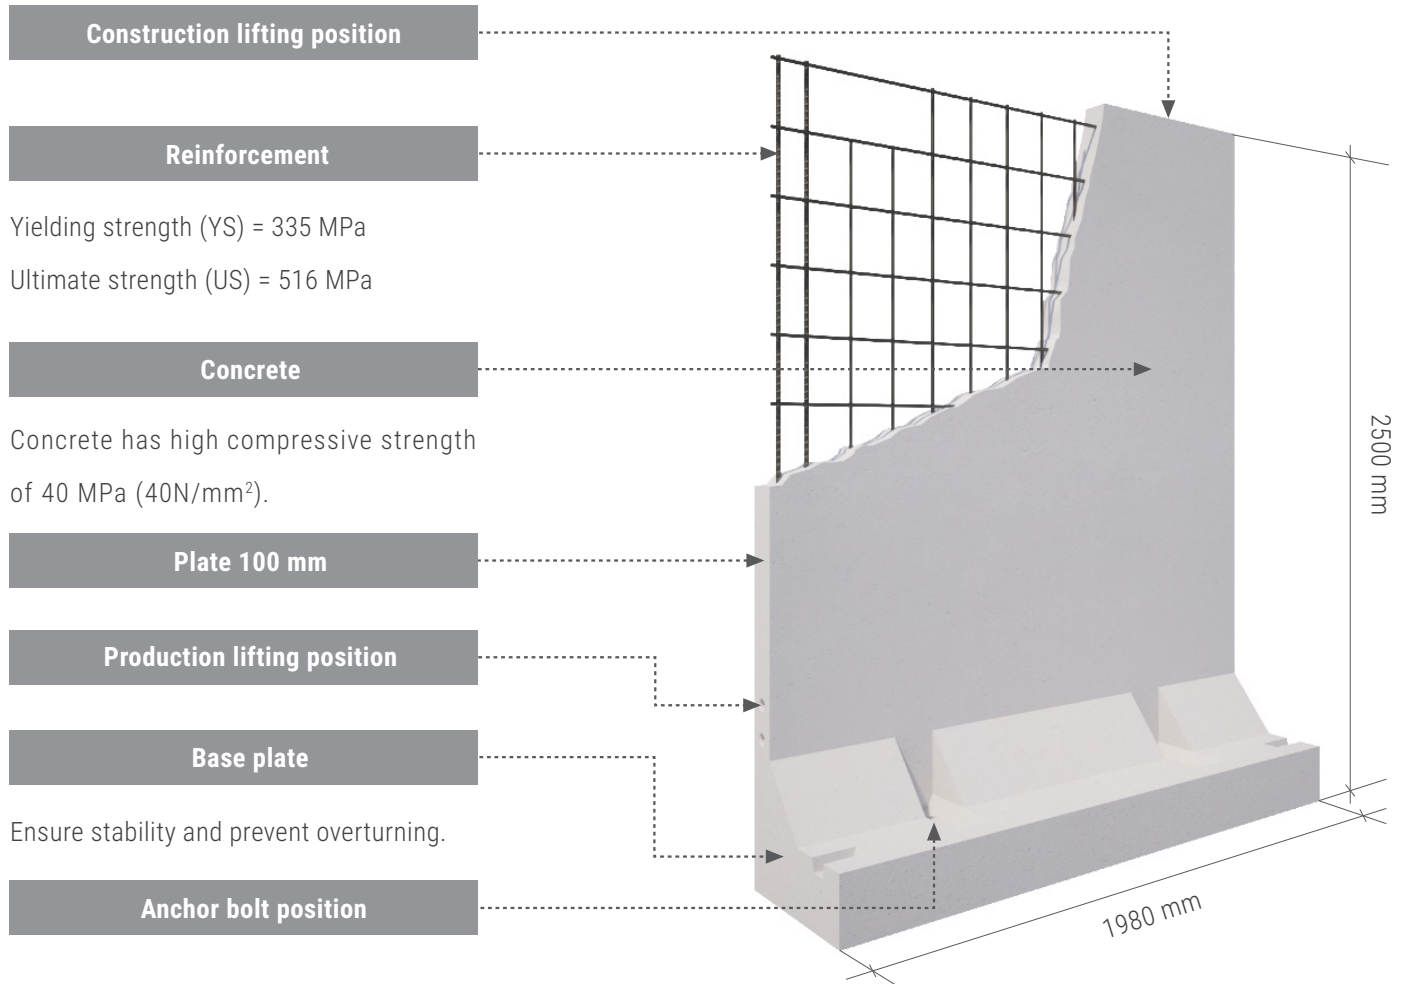 Construction lifting position
Reinforcement
Yielding strength (YS) = 335 MPa
Ultimate strength (US) = 516 MPa
Concrete
Concrete has high compressive strength
of 40 MPa (40N/mm²).
Plate 100 mm
Production lifting position
Base plate
Ensure stability and prevent overturning.
Anchor bolt position
2500 mm
1980 mm